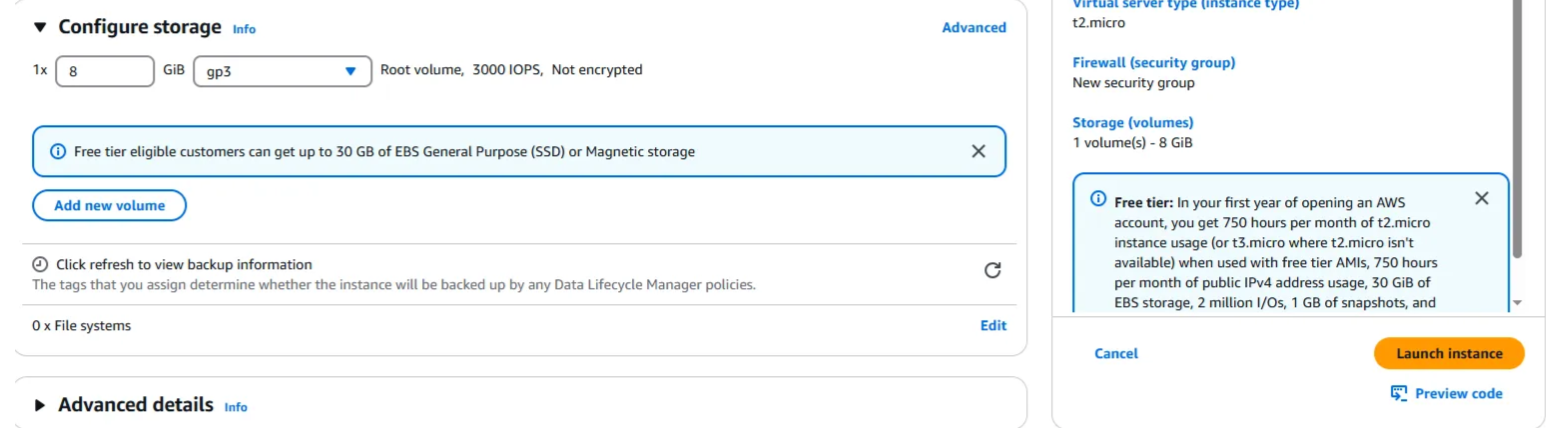 Configure storage Info
Advanced
1x 8 GiB gp3 Root volume, 3000 IOPS, Not encrypted
Free tier eligible customers can get up to 30 GB of EBS General Purpose (SSD) or Magnetic storage
Add new volume
Click refresh to view backup information
The tags that you assign determine whether the instance will be backed up by any Data Lifecycle Manager policies.
0 x File systems
Edit
Advanced details Info
Virtual server type (instance type)
t2.micro
Firewall (security group)
New security group
Storage (volumes)
1 volume(s) - 8 GiB
Free tier: In your first year of opening an AWS
account, you get 750 hours per month of t2.micro
instance usage (or t3.micro where t2.micro isn't
available) when used with free tier AMIs, 750 hours
per month of public IPv4 address usage, 30 GiB of
EBS storage, 2 million I/Os, 1 GB of snapshots, and
Cancel
Launch instance
Preview code